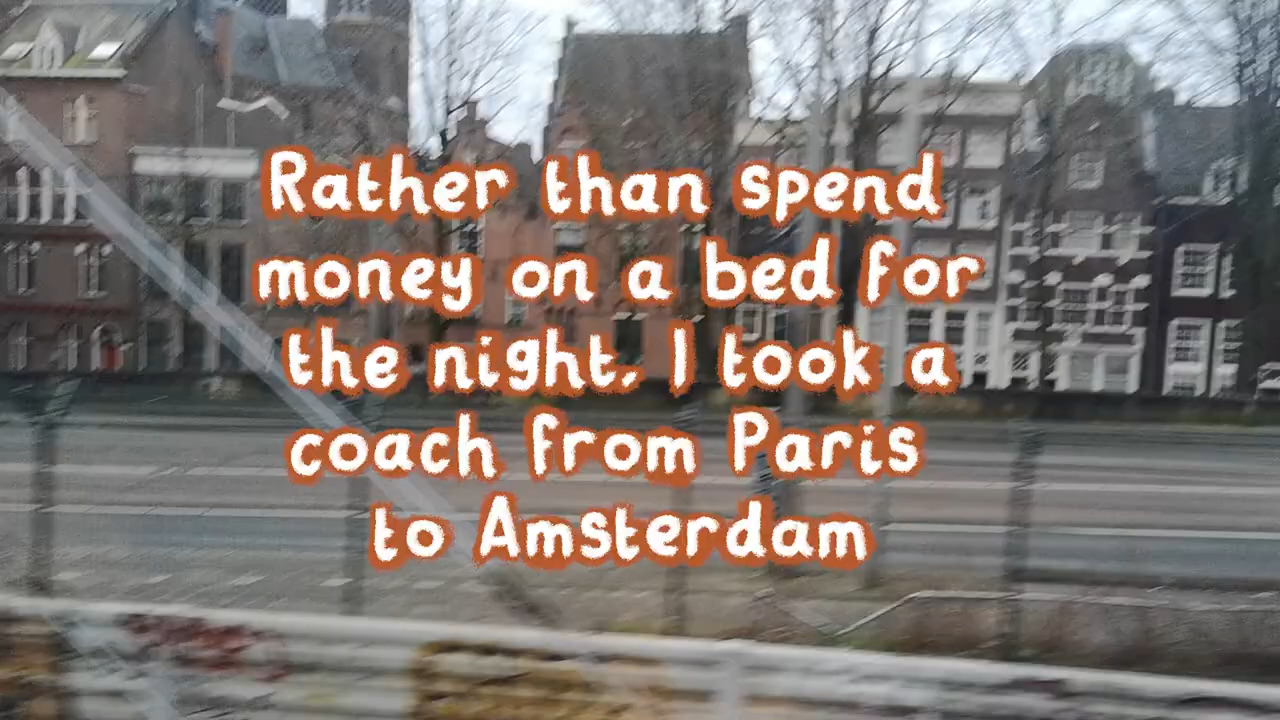 Rather than spend
money on a bed for
the night, I took a
coach from Paris
to Amsterdam